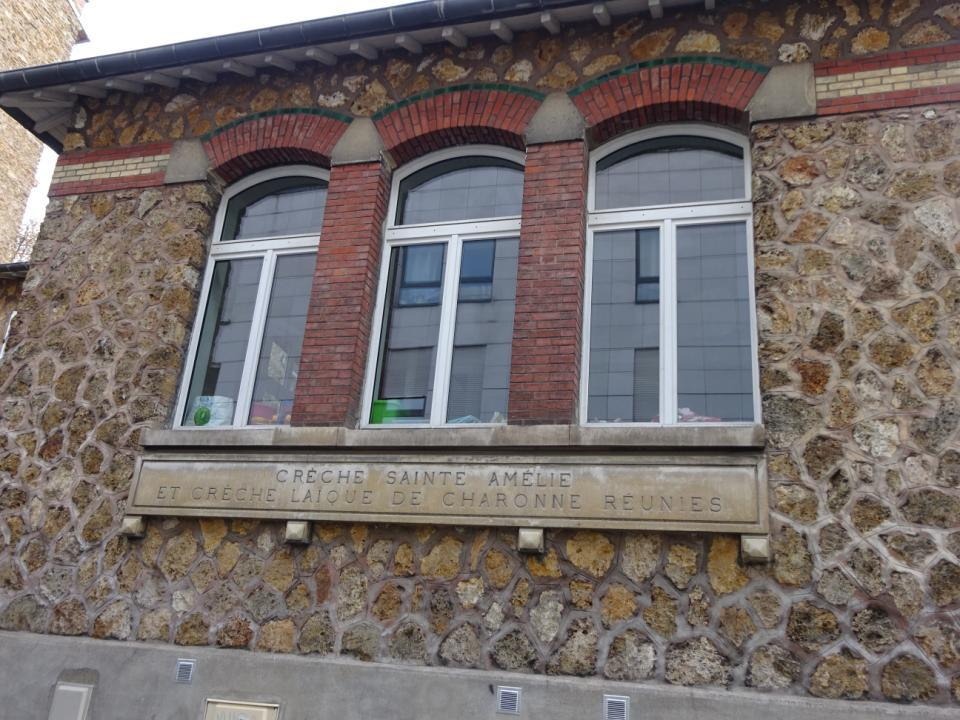 CRÈCHE SAINTE AMÉLIE
ET CRÈCHE LAÏQUE DE CHARONNE RÉUNIES